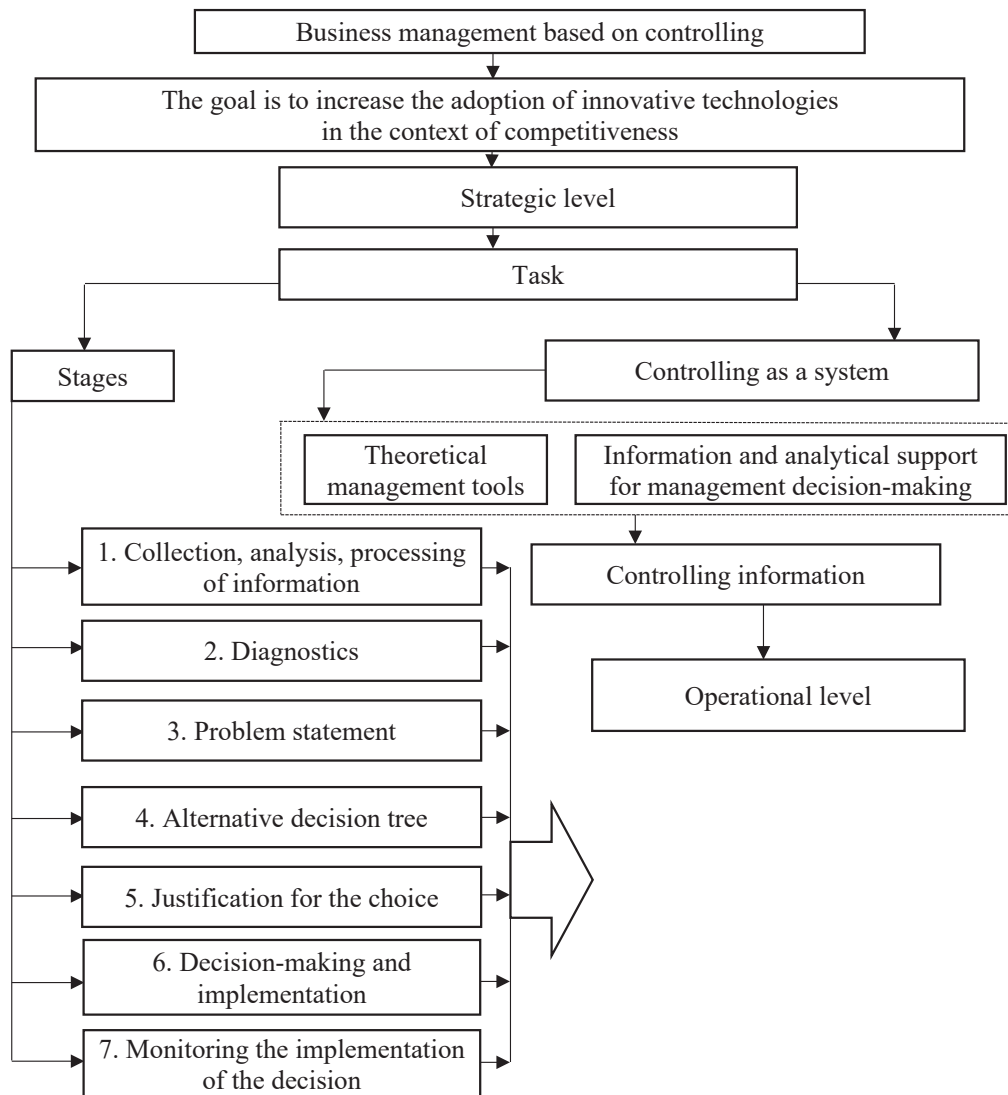 Business management based on controlling
The goal is to increase the adoption of innovative technologies
in the context of competitiveness
Strategic level
Task
Stages
Controlling as a system
Theoretical
management tools
Information and analytical support
for management decision-making
1. Collection, analysis, processing
of information
Controlling information
2. Diagnostics
Operational level
3. Problem statement
4. Alternative decision tree
5. Justification for the choice
6. Decision-making and
implementation
7. Monitoring the implementation
of the decision